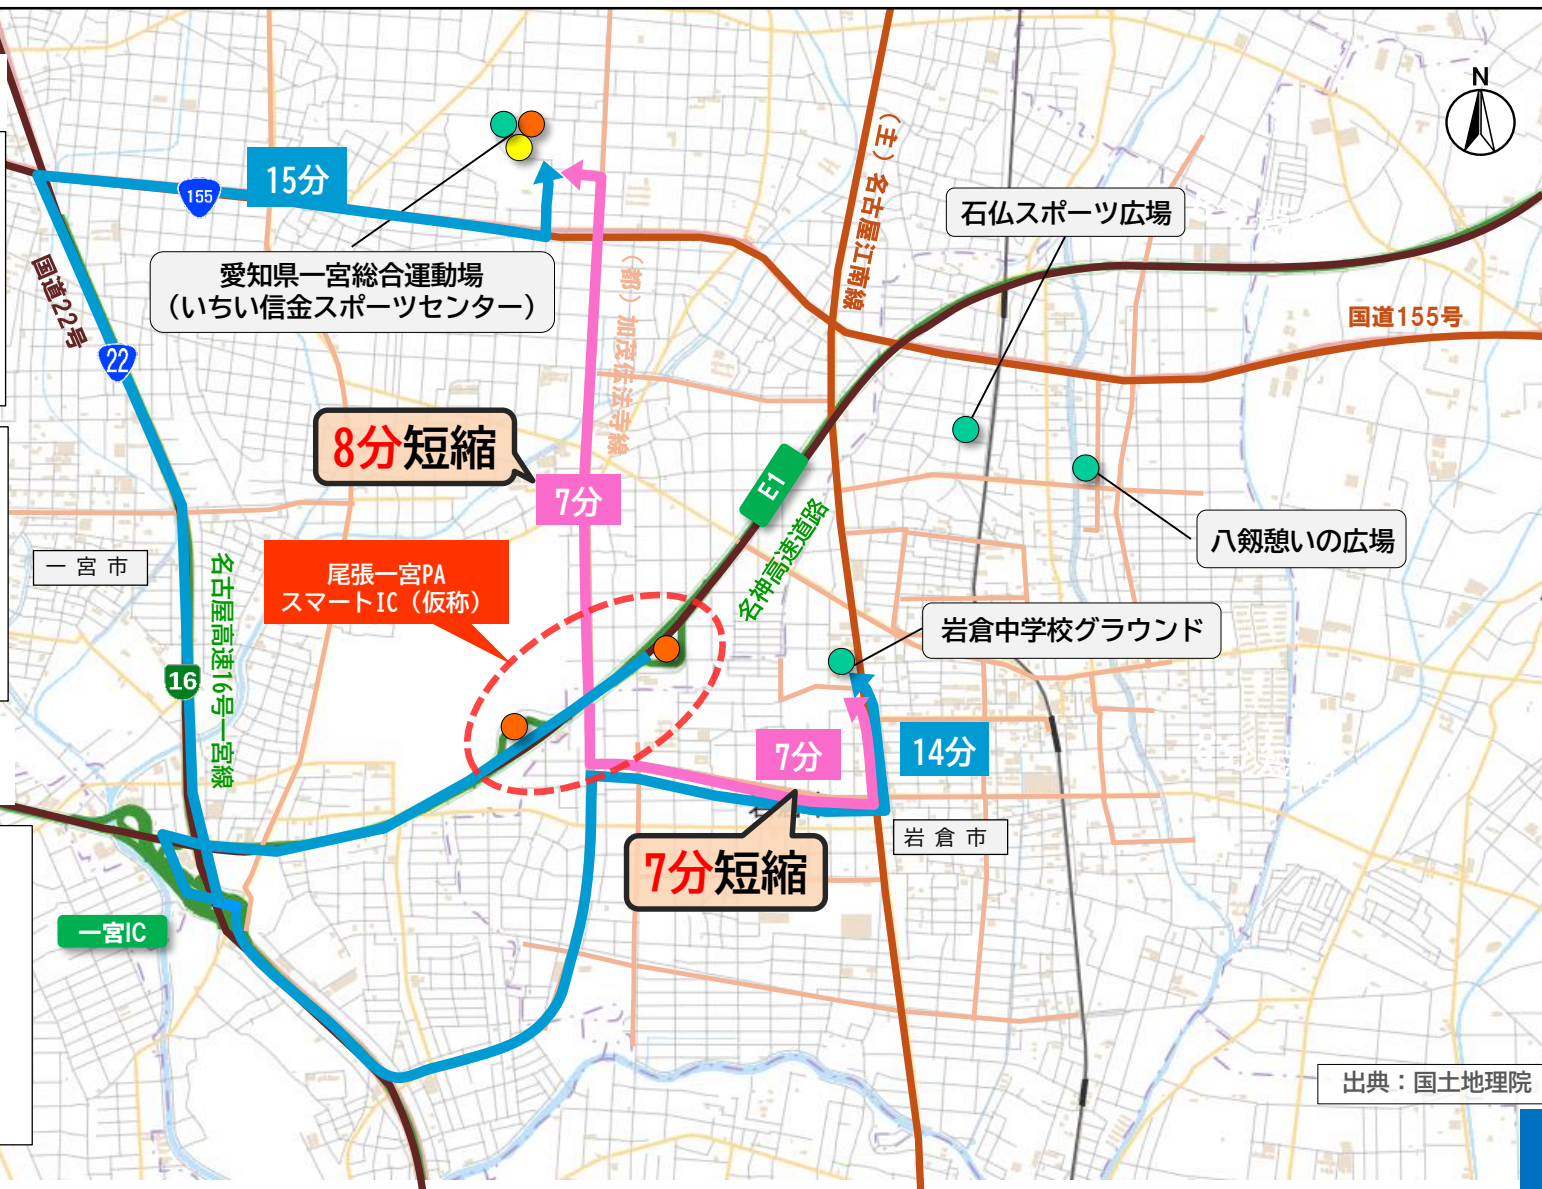 N
15分
155
（主）名古屋江南線
石仏スポーツ広場
愛知県一宮総合運動場
（いちい信金スポーツセンター）
国道22号
（都）加茂伝法寺線
国道155号
22
8分短縮
7分
E1
名神高速道路
八剱憩いの広場
一宮市
名古屋高速16号一宮線
尾張一宮PA
スマートIC（仮称）
岩倉中学校グラウンド
16
7分
14分
岩倉市
7分短縮
一宮IC
出典：国土地理院